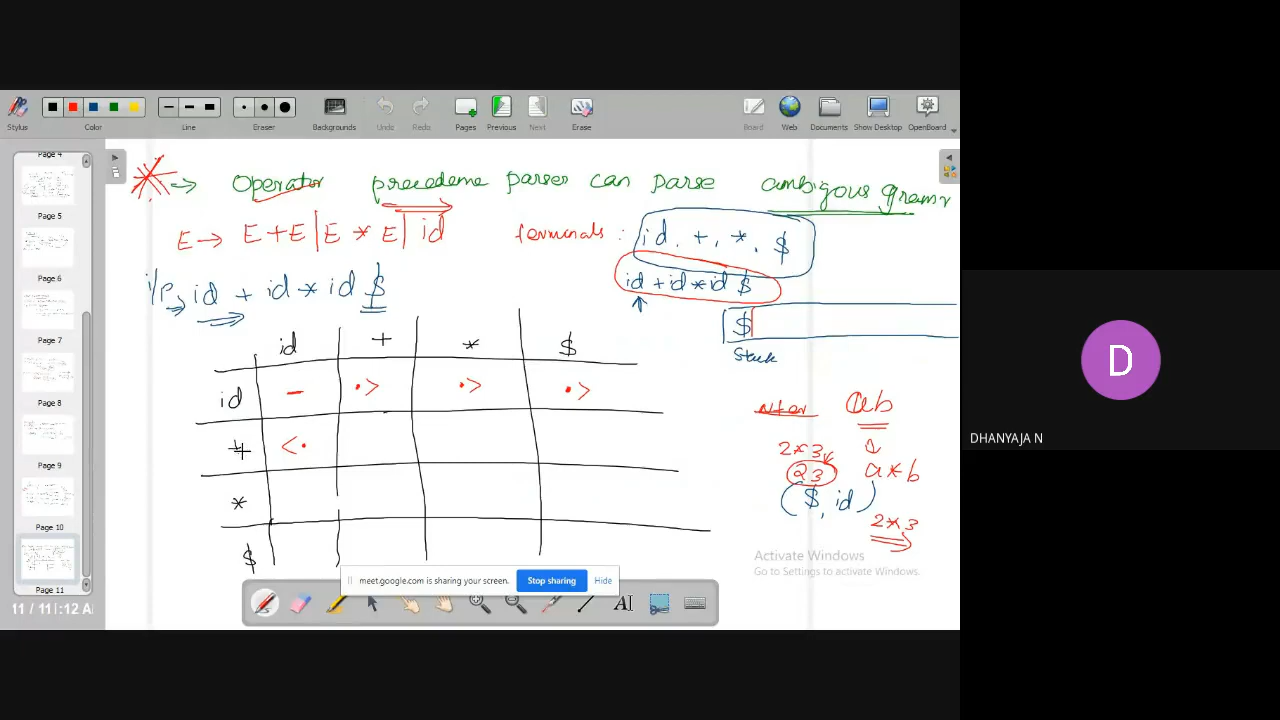 Stylus
Color
Line
Eraser
Backgrounds
Undo
Redo
Pages
Previous
Next
Erase
Board
Web
Documents
Show Desktop
OpenBoard
Page 4
Page 5
Page 6
Page 7
Page 8
Page 9
Page 10
Page 11
11 / 11
:12 A
→ Operator precedeme parser can parse ambigous gramr
E → E+E | E * E | id
terminals : id, +, *, $
i/p → id + id * id $
id + id * id $
$
Stack
id + * $
id - ·> ·> ·>
+ <·
*
$
ab
2*3 a
23 a*b
($, id)
2*3
Activate Windows
Go to Settings to activate Windows.
meet.google.com is sharing your screen.
Stop sharing
Hide
D
DHANYAJA N